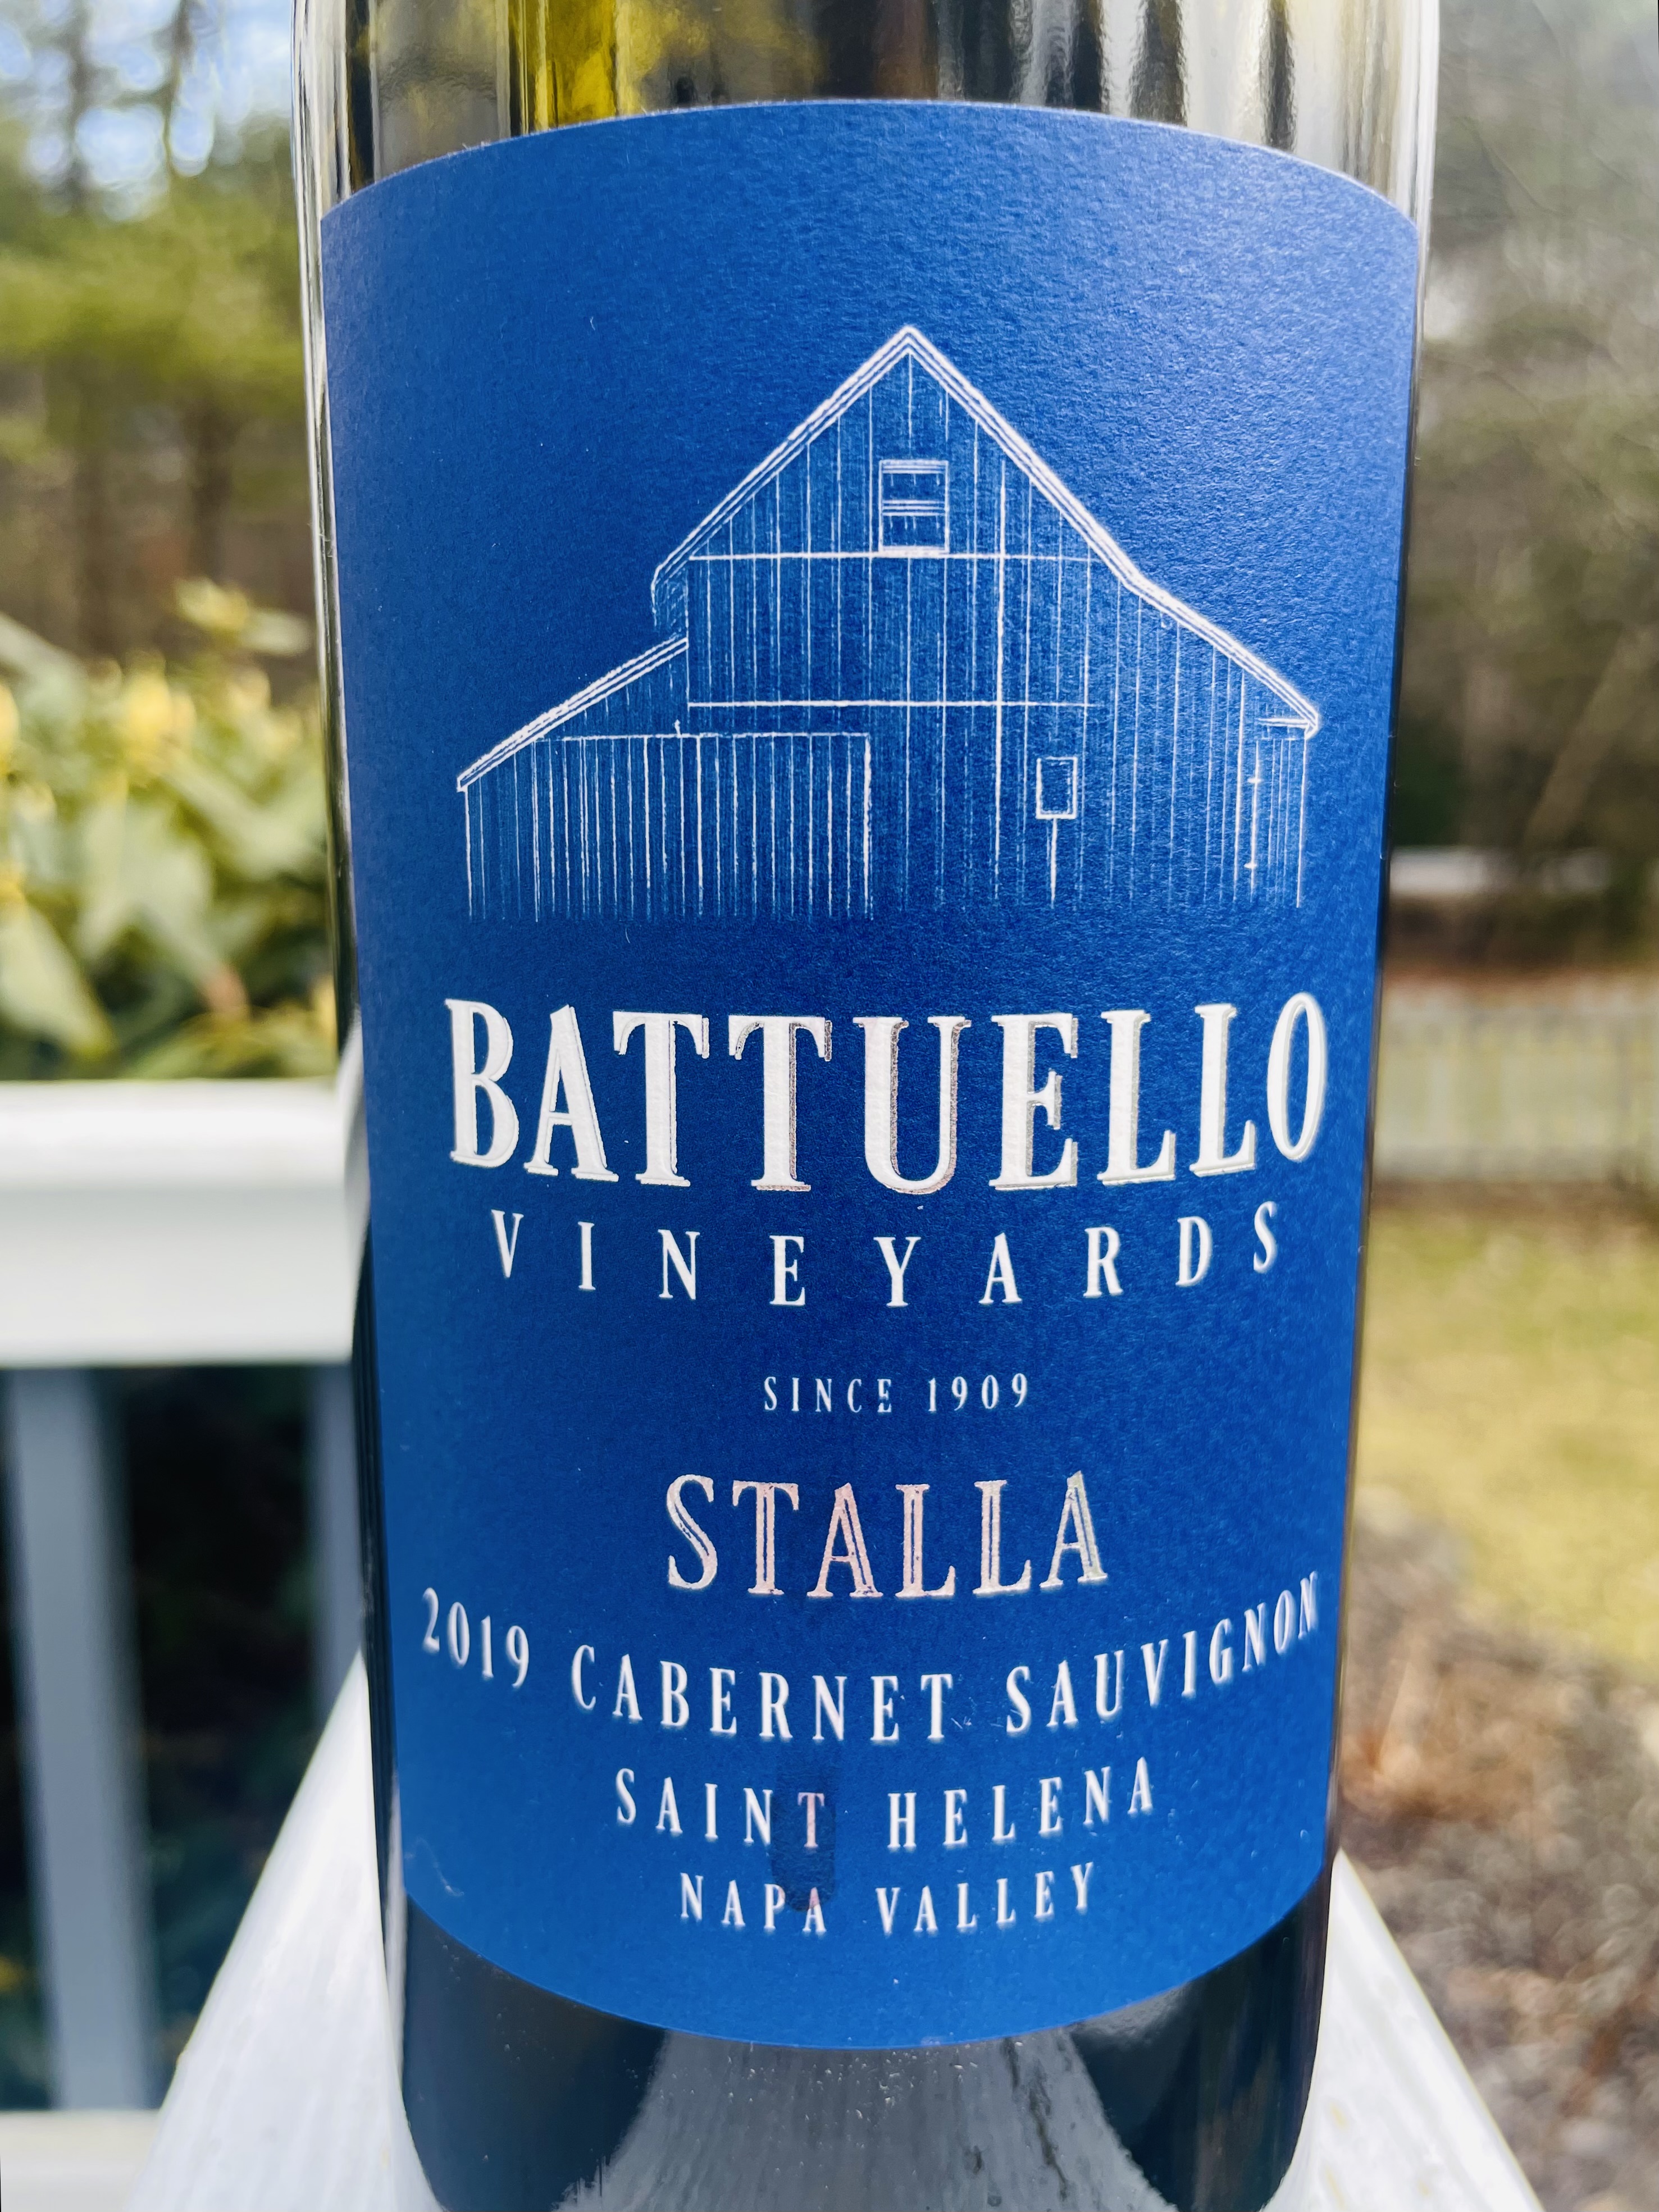 BATTUELLO
VINEYARDS
SINCE 1909
STALLA
2019 CABERNET SAUVIGNON
SAINT HELENA
NAPA VALLEY